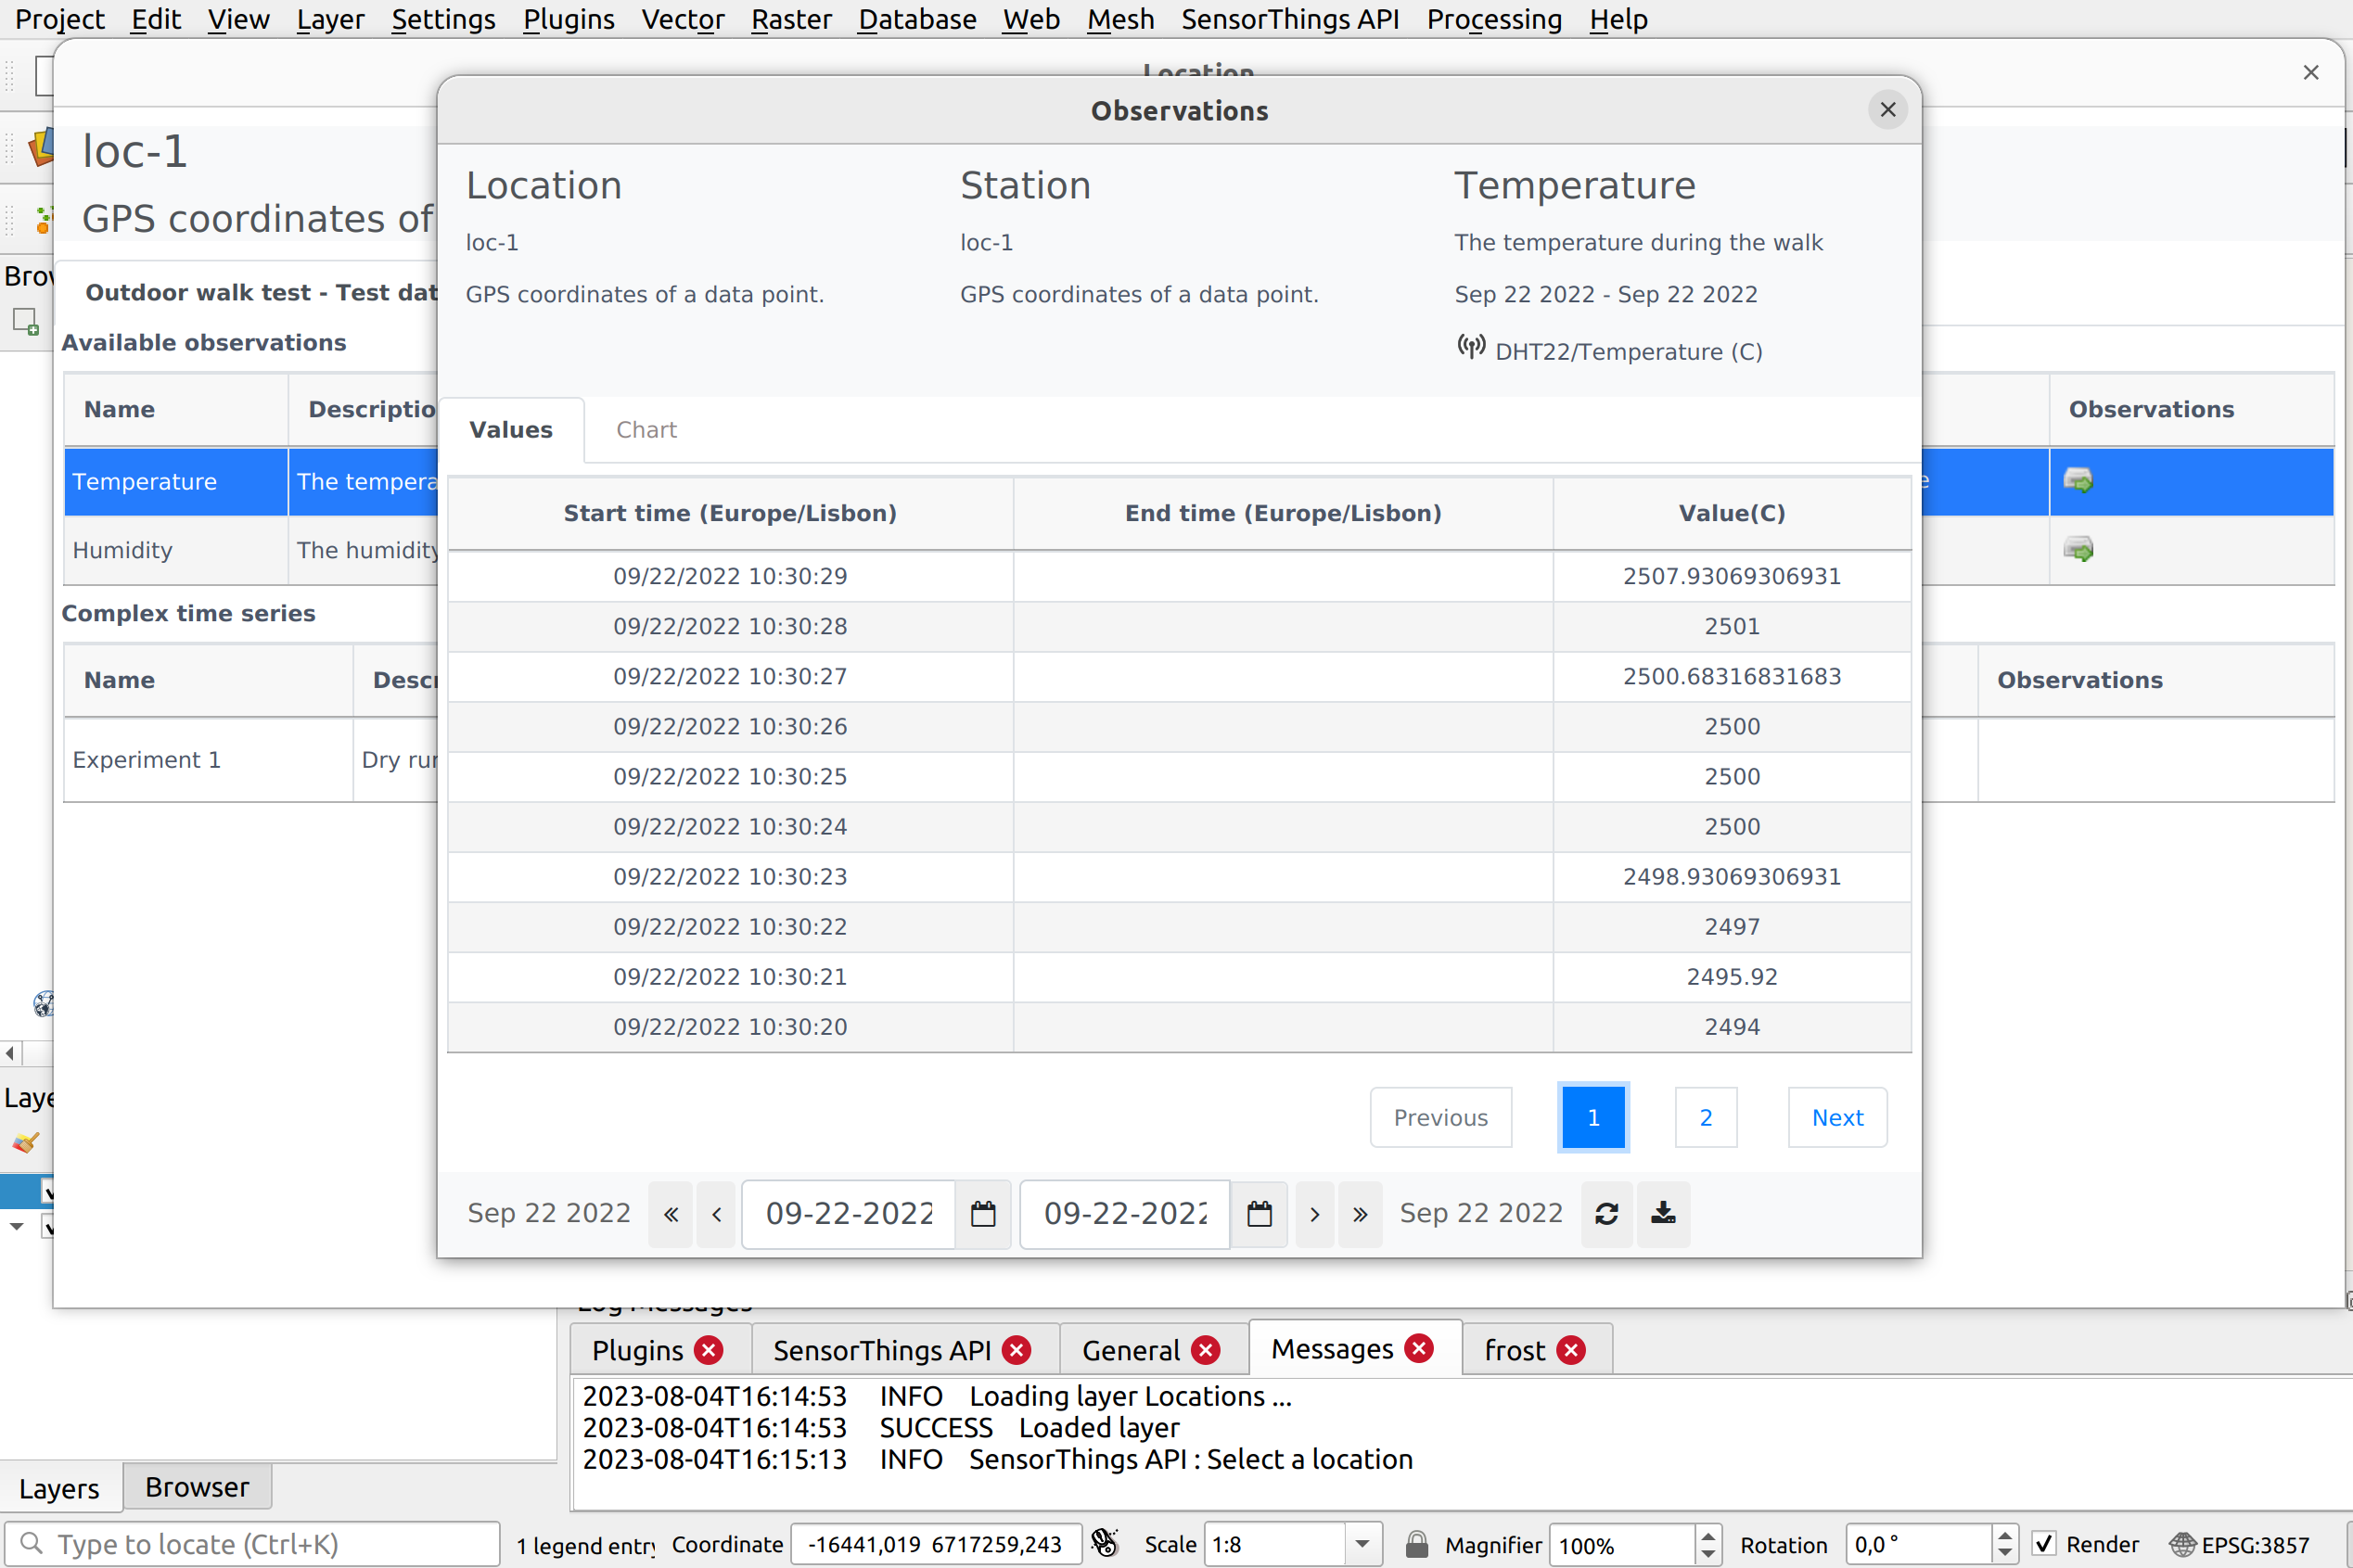 Project Edit View Layer Settings Plugins Vector Raster Database Web Mesh SensorThings API Processing Help
Location
Observations
loc-1
GPS coordinates of
Location Station Temperature
loc-1 loc-1 The temperature during the walk
GPS coordinates of a data point. GPS coordinates of a data point. Sep 22 2022 - Sep 22 2022
DHT22/Temperature (C)
Outdoor walk test - Test dat
Available observations
Name Descriptio Observations
Temperature The tempera
Humidity The humidity
Complex time series
Name Descr Observations
Experiment 1 Dry run
Values Chart
Start time (Europe/Lisbon) End time (Europe/Lisbon) Value(C)
09/22/2022 10:30:29 2507.93069306931
09/22/2022 10:30:28 2501
09/22/2022 10:30:27 2500.68316831683
09/22/2022 10:30:26 2500
09/22/2022 10:30:25 2500
09/22/2022 10:30:24 2500
09/22/2022 10:30:23 2498.93069306931
09/22/2022 10:30:22 2497
09/22/2022 10:30:21 2495.92
09/22/2022 10:30:20 2494
Previous 1 2 Next
Sep 22 2022 « ‹ 09-22-2022 09-22-2022 › » Sep 22 2022
Log Messages
Plugins SensorThings API General Messages frost
2023-08-04T16:14:53 INFO Loading layer Locations ...
2023-08-04T16:14:53 SUCCESS Loaded layer
2023-08-04T16:15:13 INFO SensorThings API : Select a location
Layers Browser
Type to locate (Ctrl+K) 1 legend entry Coordinate -16441,019 6717259,243 Scale 1:8 Magnifier 100% Rotation 0,0 ° Render EPSG:3857